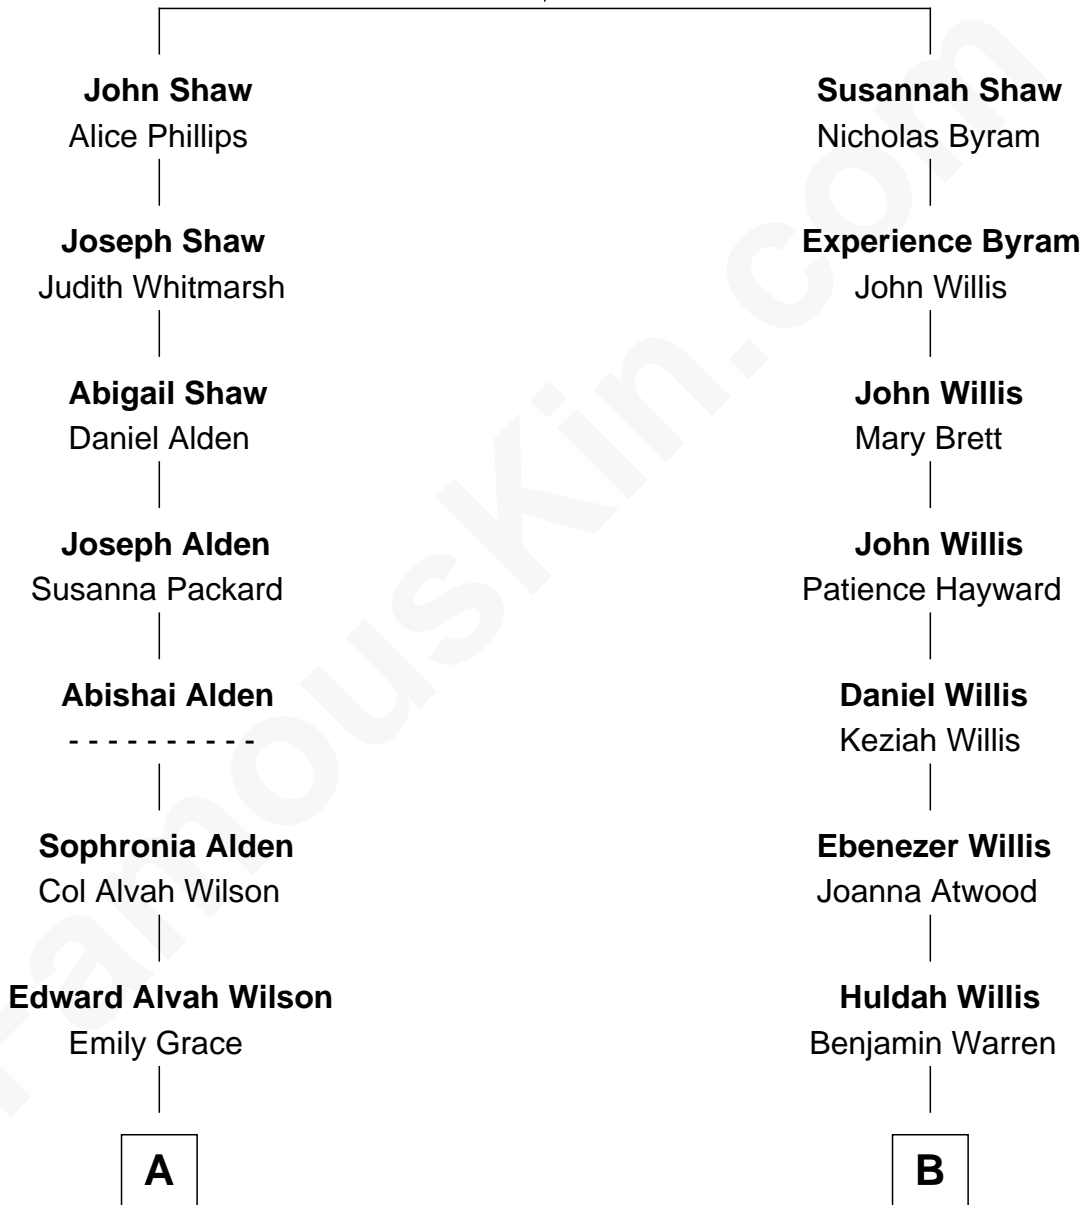 John Shaw
Alice Phillips
Joseph Shaw
Judith Whitmarsh
Abigail Shaw
Daniel Alden
Joseph Alden
Susanna Packard
Abishai Alden
- - - - - - - - - -
Sophronia Alden
Col Alvah Wilson
Edward Alvah Wilson
Emily Grace
A
Susannah Shaw
Nicholas Byram
Experience Byram
John Willis
John Willis
Mary Brett
John Willis
Patience Hayward
Daniel Willis
Keziah Willis
Ebenezer Willis
Joanna Atwood
Huldah Willis
Benjamin Warren
B
FamousKin.com